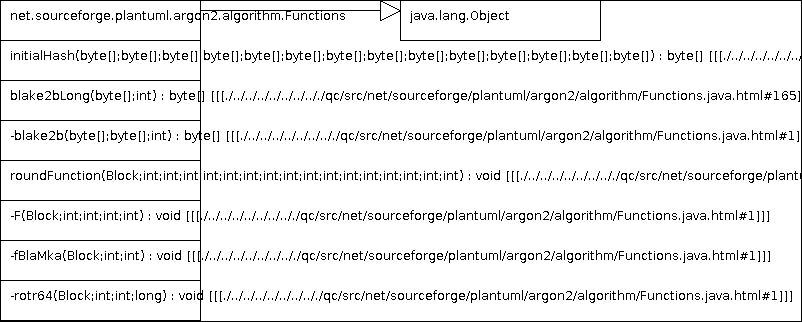 net.sourceforge.plantuml.argon2.algorithm.Functions
java.lang.Object
initialHash(byte[];byte[];byte[];byte[];byte[];byte[];byte[];byte[];byte[];byte[];byte[];byte[];byte[];byte[]) : byte[] [[[./../../../../../../
blake2bLong(byte[];int) : byte[] [[[./../../../../../../../../qc/src/net/sourceforge/plantuml/argon2/algorithm/Functions.java.html#165]
-blake2b(byte[];byte[];int) : byte[] [[[./../../../../../../../../qc/src/net/sourceforge/plantuml/argon2/algorithm/Functions.java.html#1]
roundFunction(Block;int;int;int;int;int;int;int;int;int;int;int;int;int;int;int;int) : void [[[./../../../../../../../../qc/src/net/sourceforge/plant
-F(Block;int;int;int;int) : void [[[./../../../../../../../../qc/src/net/sourceforge/plantuml/argon2/algorithm/Functions.java.html#1]]]
-fBlaMka(Block;int;int) : void [[[./../../../../../../../../qc/src/net/sourceforge/plantuml/argon2/algorithm/Functions.java.html#1]]]
-rotr64(Block;int;int;long) : void [[[./../../../../../../../../qc/src/net/sourceforge/plantuml/argon2/algorithm/Functions.java.html#1]]]